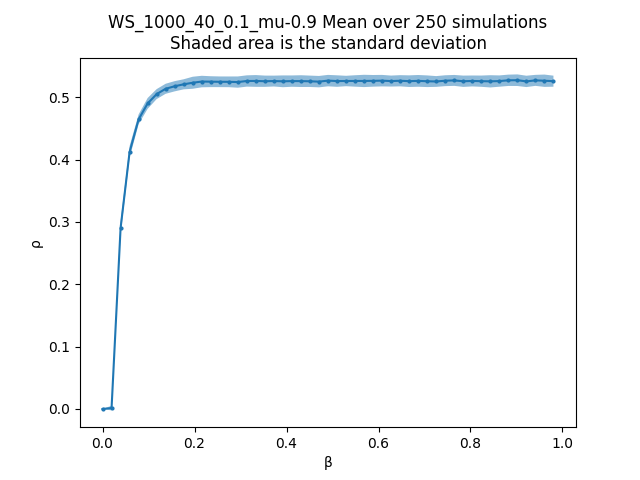 WS_1000_40_0.1_mu-0.9 Mean over 250 simulations
Shaded area is the standard deviation
0.5
0.4
0.3
0.2
0.1
0.0
ρ
0.0 0.2 0.4 0.6 0.8 1.0
β